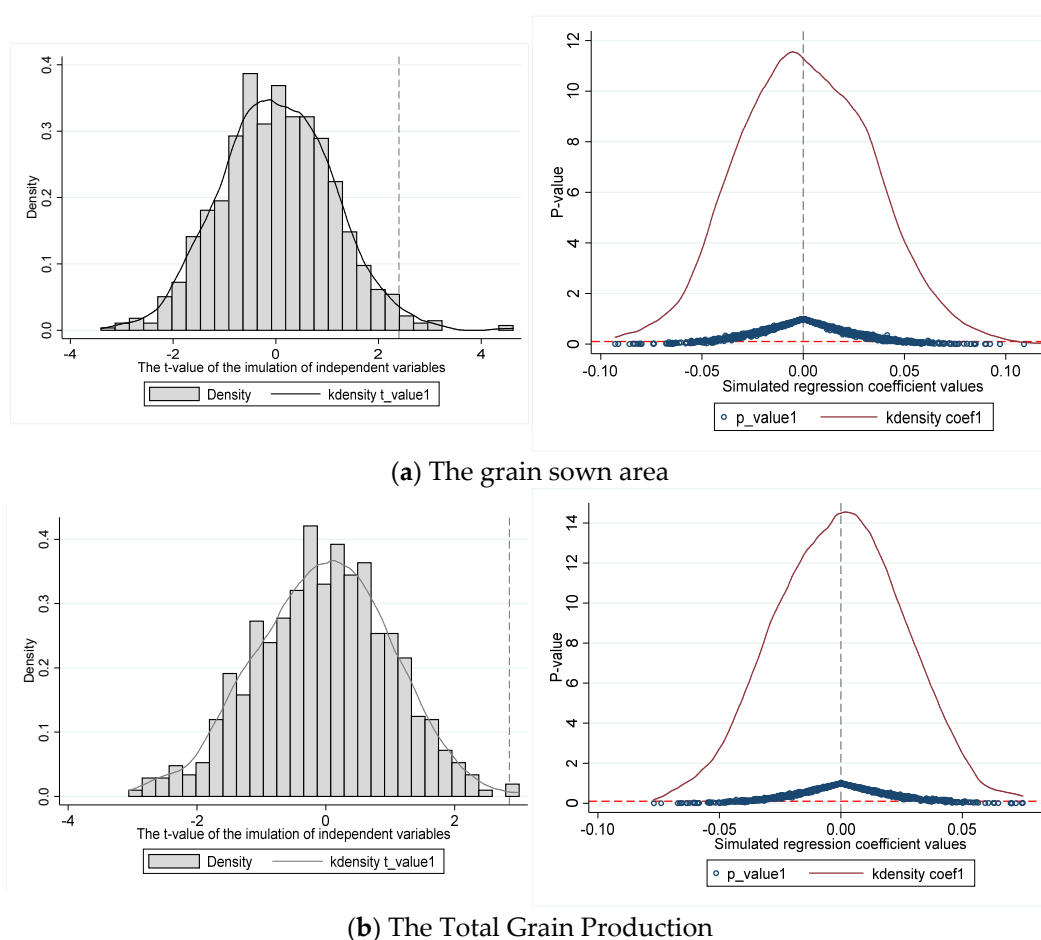 0.4
0.3
0.2
0.1
0.0
Density
-4
-2
0
2
4
The t-value of the imulation of independent variables
Density
kdensity t_value1
12
10
8
6
4
2
0
P-value
-0.10
-0.05
0.00
0.05
0.10
Simulated regression coefficient values
p_value1
kdensity coef1
(a) The grain sown area
0.4
0.3
0.2
0.1
0.0
Density
-4
-2
0
2
The t-value of the imulation of independent variables
Density
kdensity t_value1
14
12
10
8
6
4
2
0
P-value
-0.10
-0.05
0.00
0.05
Simulated regression coefficient values
p_value1
kdensity coef1
(b) The Total Grain Production